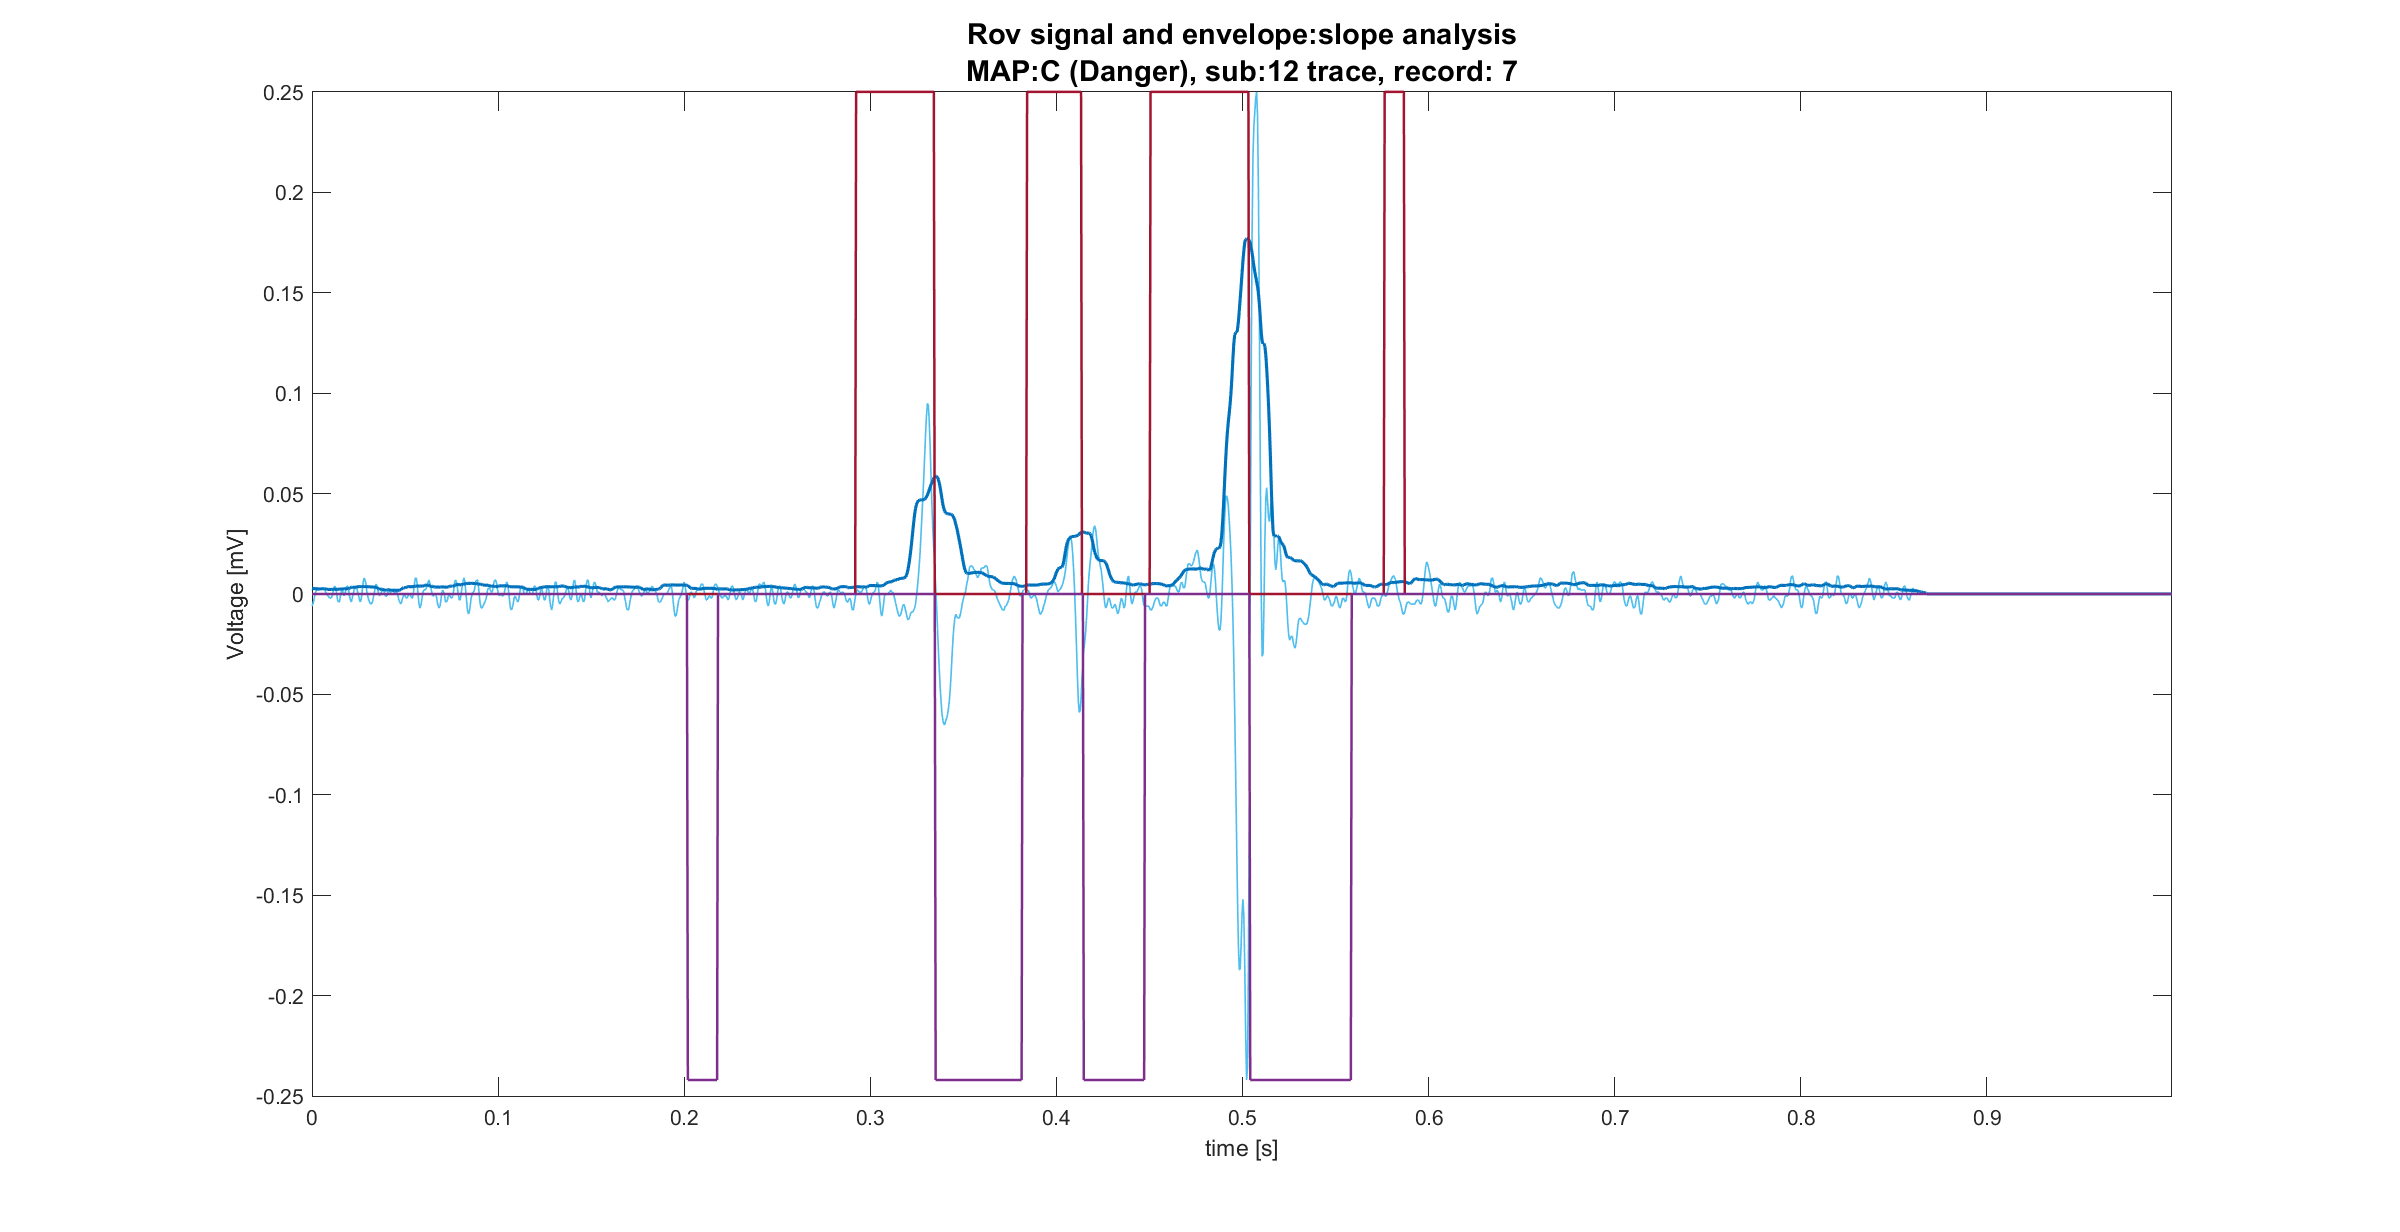 Rov signal and envelope:slope analysis
MAP:C (Danger), sub:12 trace, record: 7
0.25
0.2
0.15
0.1
0.05
0
-0.05
-0.1
-0.15
-0.2
-0.25
Voltage [mV]
0 0.1 0.2 0.3 0.4 0.5 0.6 0.7 0.8 0.9
time [s]